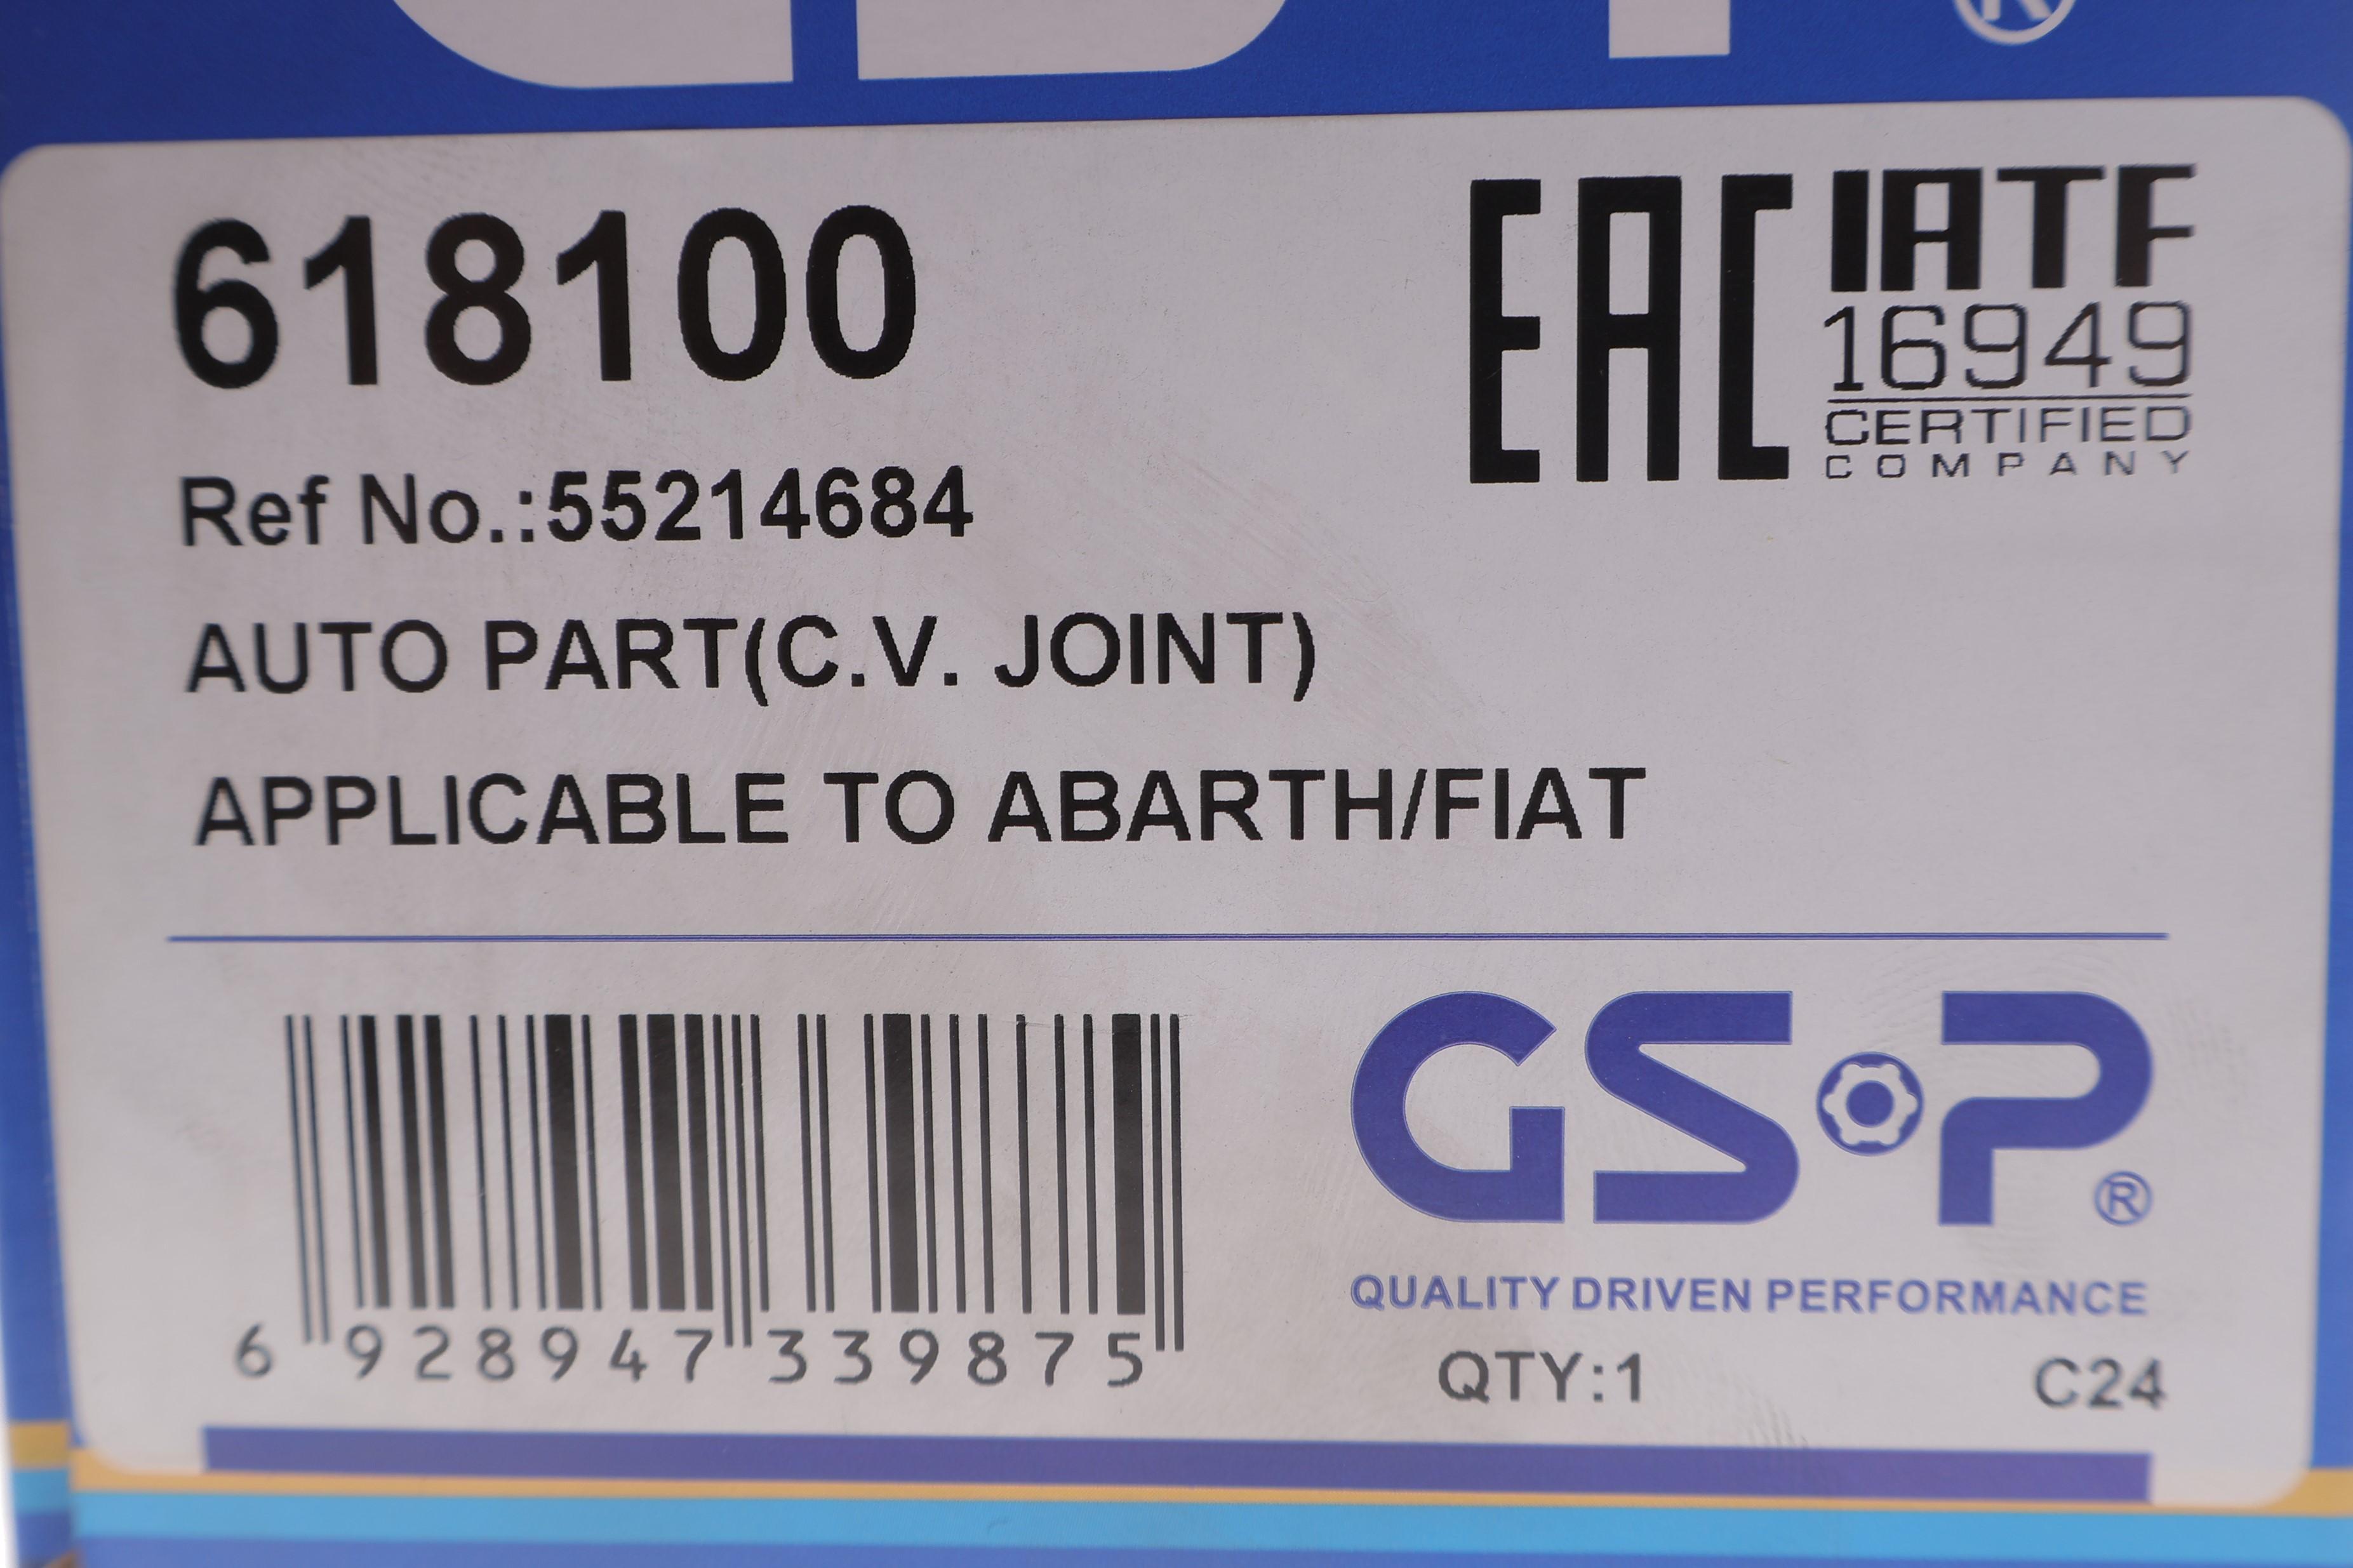 618100
EAC
IATF
16949
CERTIFIED
COMPANY
Ref No.:55214684
AUTO PART(C.V. JOINT)
APPLICABLE TO ABARTH/FIAT
6 928947 339875
GSP®
QUALITY DRIVEN PERFORMANCE
QTY:1
C24